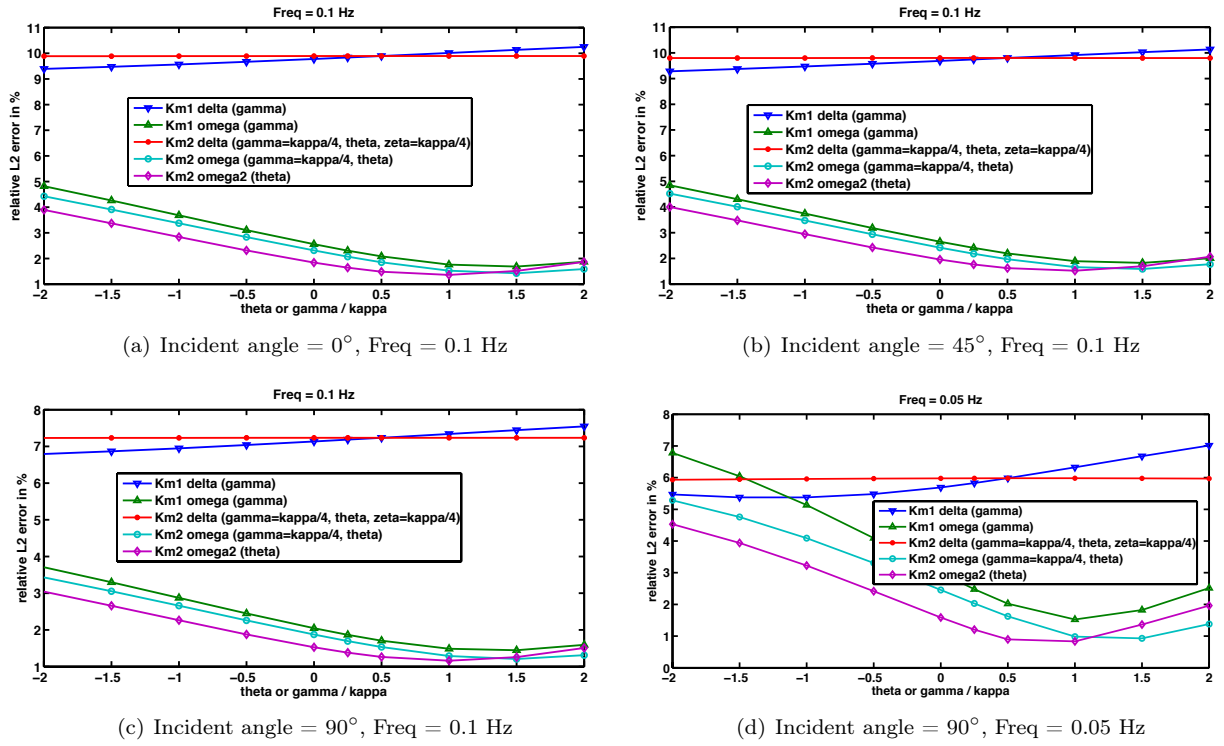 Freq = 0.1 Hz
relative L2 error in %
11
10
9
8
7
6
5
4
3
2
1
Km1 delta (gamma)
Km1 omega (gamma)
Km2 delta (gamma=kappa/4, theta, zeta=kappa/4)
Km2 omega (gamma=kappa/4, theta)
Km2 omega2 (theta)
−2 −1.5 −1 −0.5 0 0.5 1 1.5 2
theta or gamma / kappa
(a) Incident angle = 0°, Freq = 0.1 Hz
Freq = 0.1 Hz
relative L2 error in %
11
10
9
8
7
6
5
4
3
2
1
Km1 delta (gamma)
Km1 omega (gamma)
Km2 delta (gamma=kappa/4, theta, zeta=kappa/4)
Km2 omega (gamma=kappa/4, theta)
Km2 omega2 (theta)
−2 −1.5 −1 −0.5 0 0.5 1 1.5 2
theta or gamma / kappa
(b) Incident angle = 45°, Freq = 0.1 Hz
Freq = 0.1 Hz
relative L2 error in %
8
7
6
5
4
3
2
1
Km1 delta (gamma)
Km1 omega (gamma)
Km2 delta (gamma=kappa/4, theta, zeta=kappa/4)
Km2 omega (gamma=kappa/4, theta)
Km2 omega2 (theta)
−2 −1.5 −1 −0.5 0 0.5 1 1.5 2
theta or gamma / kappa
(c) Incident angle = 90°, Freq = 0.1 Hz
Freq = 0.05 Hz
relative L2 error in %
8
7
6
5
4
3
2
1
0
Km1 delta (gamma)
Km1 omega (gamma)
Km2 delta (gamma=kappa/4, theta, zeta=kappa/4)
Km2 omega (gamma=kappa/4, theta)
Km2 omega2 (theta)
−2 −1.5 −1 −0.5 0 0.5 1 1.5 2
theta or gamma / kappa
(d) Incident angle = 90°, Freq = 0.05 Hz